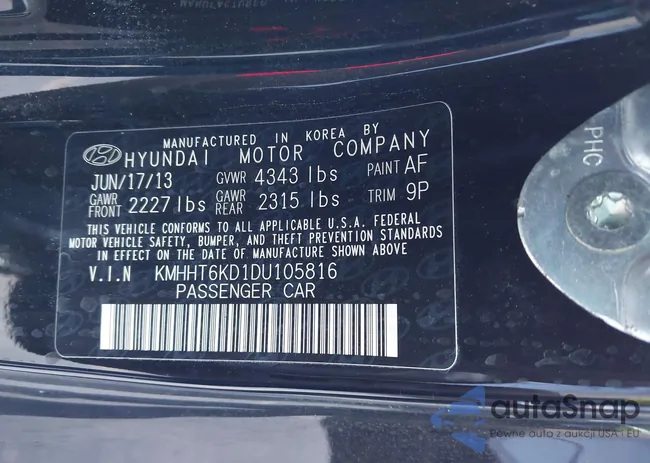 MANUFACTURED IN KOREA BY
HYUNDAI MOTOR COMPANY
JUN/17/13 GVWR 4343 lbs PAINT AF
GAWR FRONT 2227 lbs GAWR REAR 2315 lbs TRIM 9P
THIS VEHICLE CONFORMS TO ALL APPLICABLE U.S.A. FEDERAL
MOTOR VEHICLE SAFETY, BUMPER, AND THEFT PREVENTION STANDARDS
IN EFFECT ON THE DATE OF MANUFACTURE SHOWN ABOVE
V.I.N KMHHT6KD1DU105816
PASSENGER CAR
PHC
autoSnap
Pewne auto z aukcji USA i EU